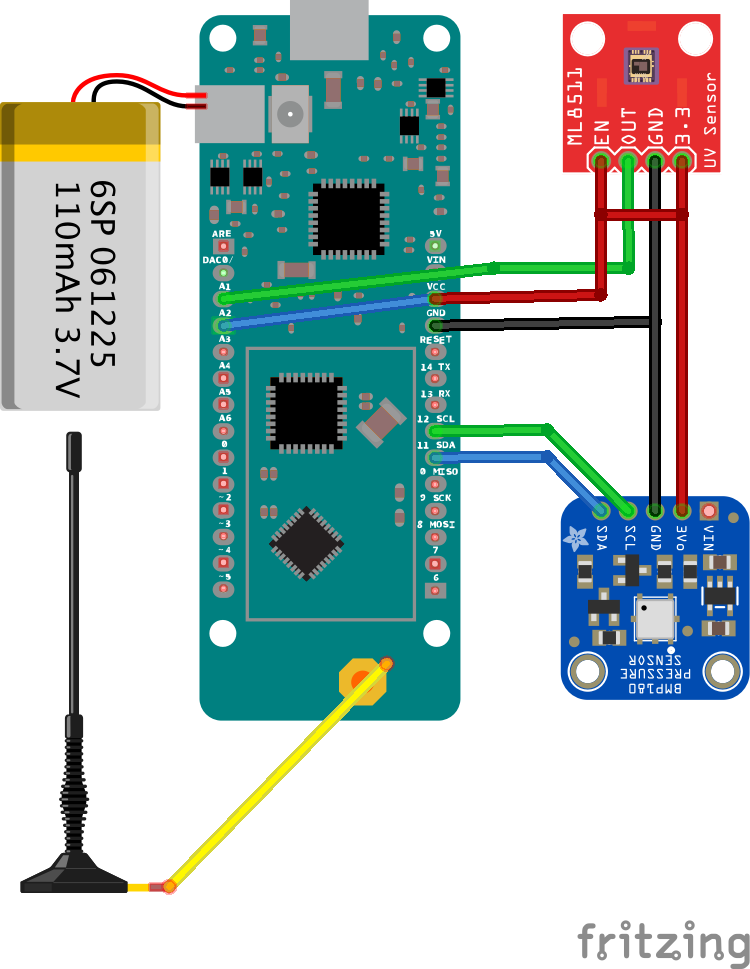 6SP 061225
110mAh 3.7V
ARE
DAC0/
A1
A2
A3
A4
A5
A6
0
1
~2
~3
~4
~5
5V
VIN
VCC
GND
RESET
14 TX
13 RX
12 SCL
11 SDA
0 MISO
9 SCK
8 MOSI
7
6
ML8511
EN
OUT
GND
3.3
UV Sensor
SDA
SCL
GND
3Vo
VIN
BMP180
PRESSURE
SENSOR
fritzing